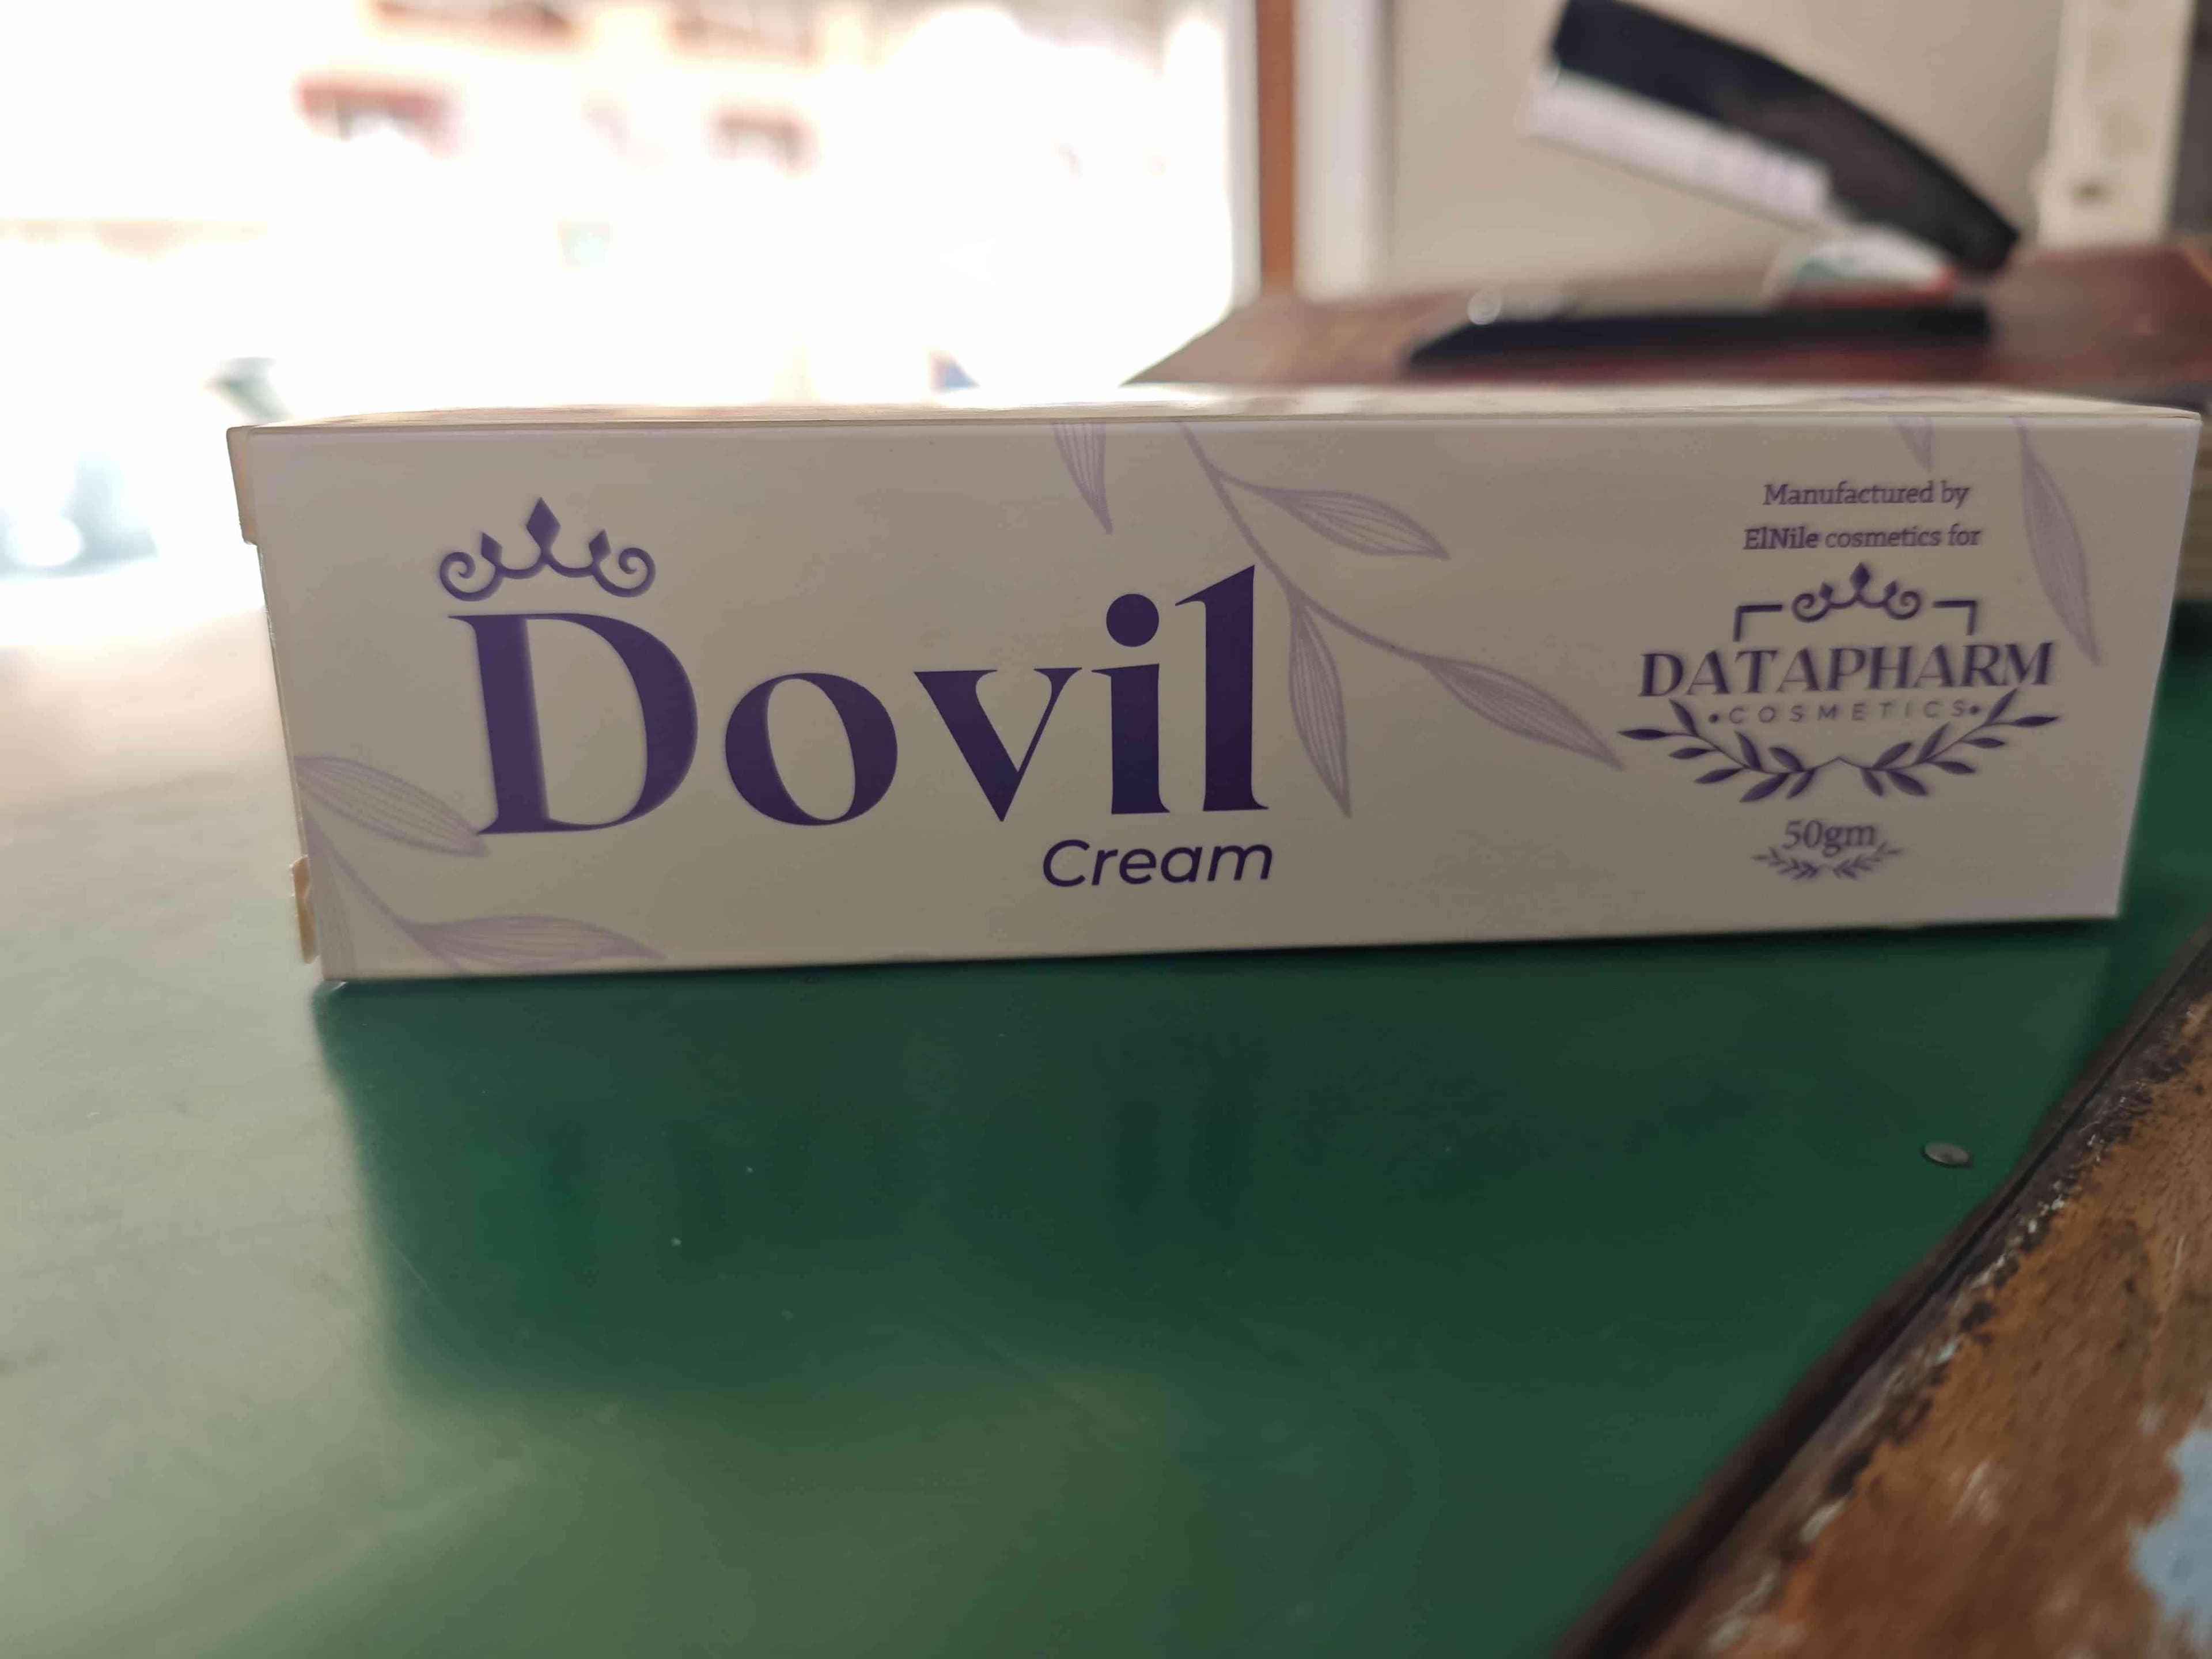 Dovil
Cream
Manufactured by
ElNile cosmetics for
DATAPHARM
•COSMETICS•
50gm